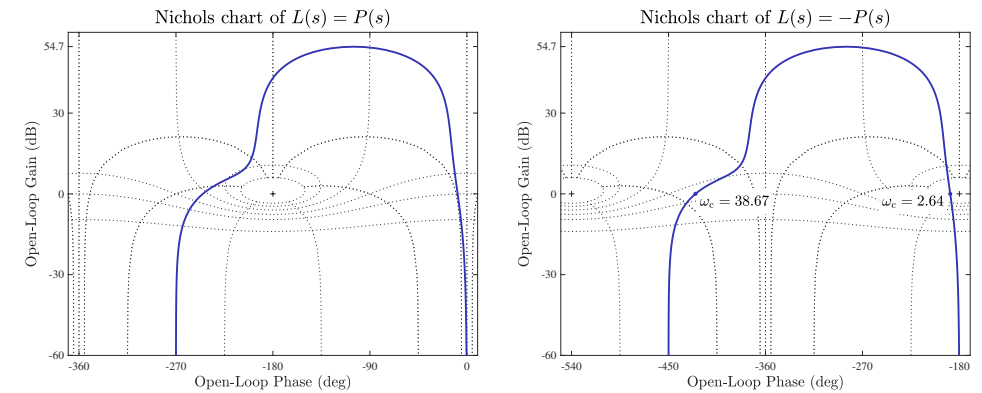 Nichols chart of L(s) = P(s)
54.7
30
0
-30
-60
-360
-270
-180
-90
0
Open-Loop Phase (deg)
Open-Loop Gain (dB)
Nichols chart of L(s) = −P(s)
54.7
30
0
-30
-60
ωc = 38.67
ωc = 2.64
-540
-450
-360
-270
-180
Open-Loop Phase (deg)
Open-Loop Gain (dB)